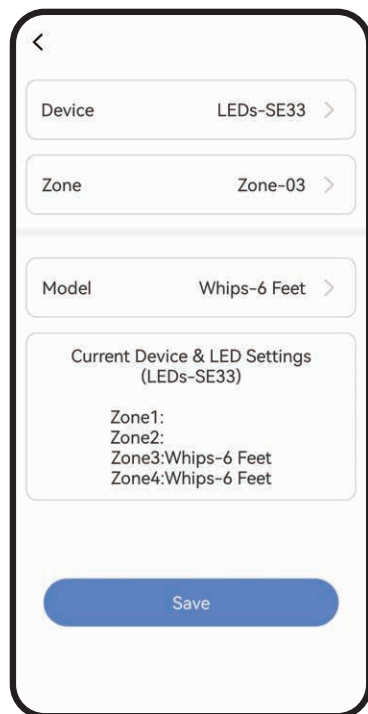 Device LEDs-SE33
Zone Zone-03
Model Whips-6 Feet
Current Device & LED Settings
(LEDs-SE33)
Zone1:
Zone2:
Zone3:Whips-6 Feet
Zone4:Whips-6 Feet
Save